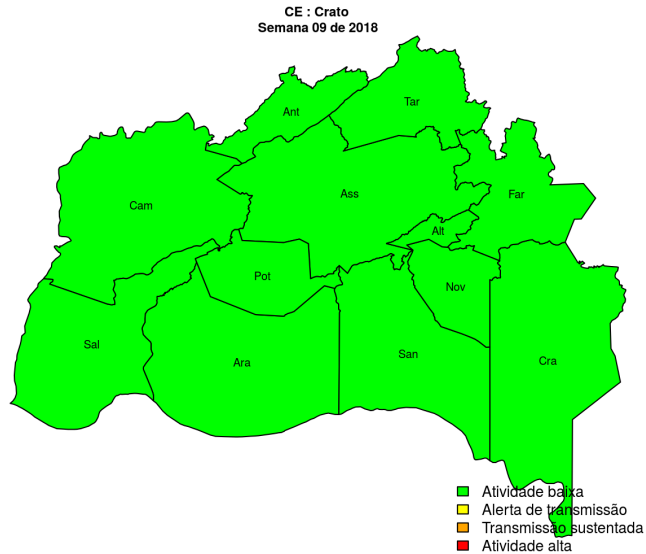 CE : Crato
Semana 09 de 2018
Tar
Ant
Cam
Ass
Far
Alt
Pot
Nov
Sal
Ara
San
Cra
Atividade baixa
Alerta de transmissão
Transmissão sustentada
Atividade alta